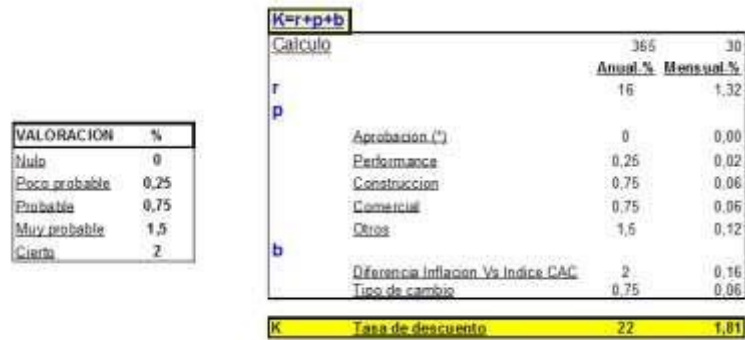 K=r+p+b
Calculo 365 30
Anual.% Mensual.%
r 16 1,32
p
Aprobacion (*) 0 0,00
Performance 0,25 0,02
Construccion 0,75 0,06
Comercial 0,75 0,06
Otros 1,5 0,12
b
Diferencia Inflacion Vs Indice CAC 2 0,16
Tipo de cambio 0,75 0,06
K Tasa de descuento 22 1,81
VALORACION %
Nulo 0
Poco probable 0,25
Probable 0,75
Muy probable 1,5
Cierto 2